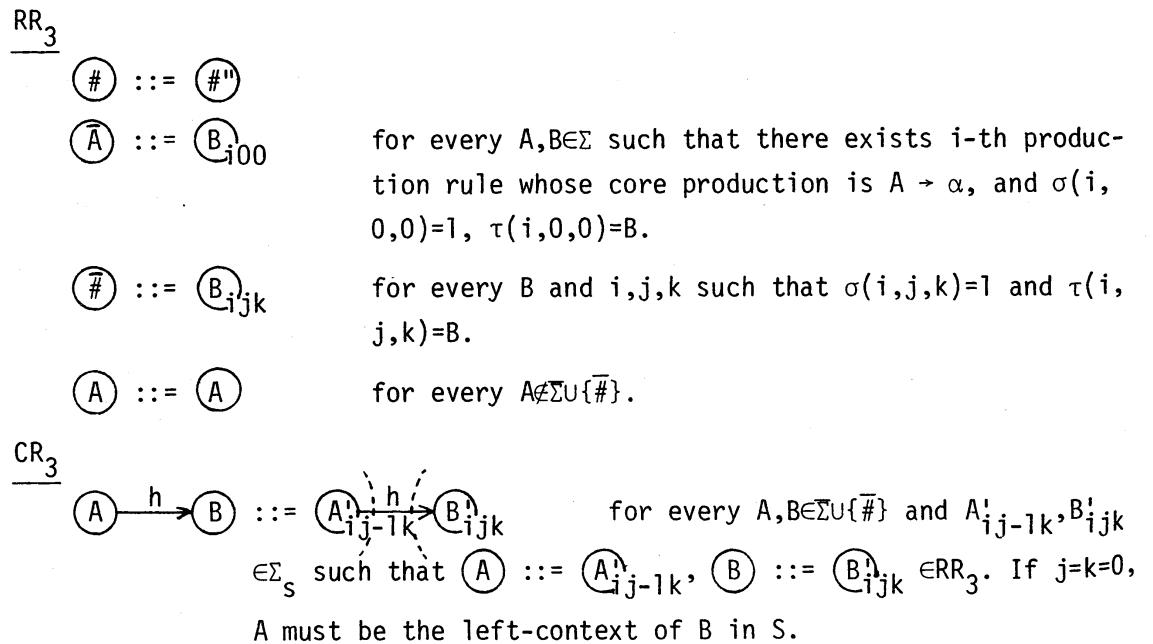 RR₃
# ::= #"
Ā ::= B'i00 for every A,B∈Σ such that there exists i-th produc-
tion rule whose core production is A → α, and σ(i,
0,0)=1, τ(i,0,0)=B.
#̄ ::= B'ijk for every B and i,j,k such that σ(i,j,k)=1 and τ(i,
j,k)=B.
A ::= A for every A∉Σ̄∪{#̄}.
CR₃
A h B ::= A'ij-1k h B'ijk for every A,B∈Σ̄∪{#̄} and A'ij-1k,B'ijk
∈Σs such that A ::= A'ij-1k, B ::= B'ijk ∈RR₃. If j=k=0,
A must be the left-context of B in S.